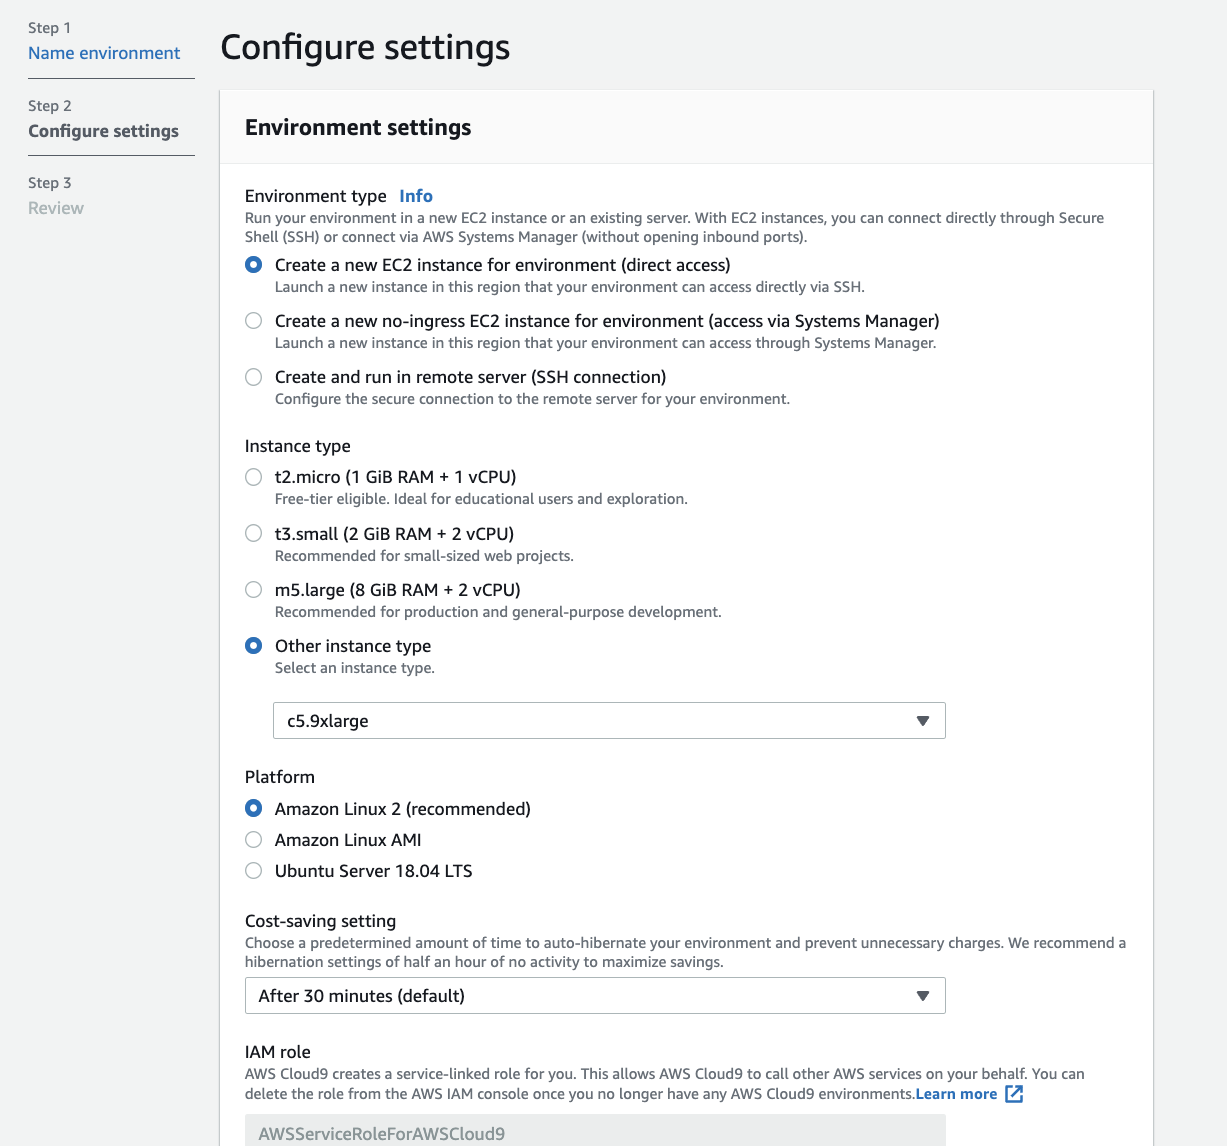 Step 1
Name environment
Step 2
Configure settings
Step 3
Review
Configure settings
Environment settings
Environment type Info
Run your environment in a new EC2 instance or an existing server. With EC2 instances, you can connect directly through Secure
Shell (SSH) or connect via AWS Systems Manager (without opening inbound ports).
Create a new EC2 instance for environment (direct access)
Launch a new instance in this region that your environment can access directly via SSH.
Create a new no-ingress EC2 instance for environment (access via Systems Manager)
Launch a new instance in this region that your environment can access through Systems Manager.
Create and run in remote server (SSH connection)
Configure the secure connection to the remote server for your environment.
Instance type
t2.micro (1 GiB RAM + 1 vCPU)
Free-tier eligible. Ideal for educational users and exploration.
t3.small (2 GiB RAM + 2 vCPU)
Recommended for small-sized web projects.
m5.large (8 GiB RAM + 2 vCPU)
Recommended for production and general-purpose development.
Other instance type
Select an instance type.
c5.9xlarge
Platform
Amazon Linux 2 (recommended)
Amazon Linux AMI
Ubuntu Server 18.04 LTS
Cost-saving setting
Choose a predetermined amount of time to auto-hibernate your environment and prevent unnecessary charges. We recommend a
hibernation settings of half an hour of no activity to maximize savings.
After 30 minutes (default)
IAM role
AWS Cloud9 creates a service-linked role for you. This allows AWS Cloud9 to call other AWS services on your behalf. You can
delete the role from the AWS IAM console once you no longer have any AWS Cloud9 environments.Learn more
AWSServiceRoleForAWSCloud9